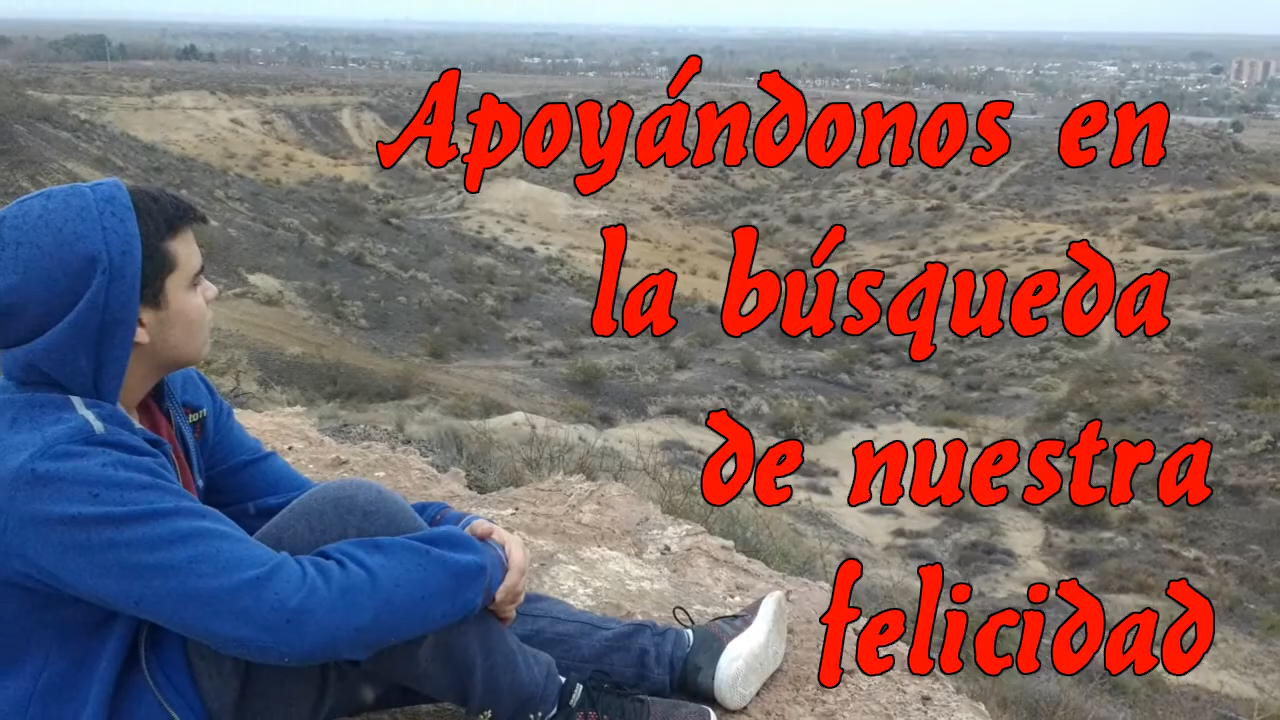 Apoyándonos en
la búsqueda
de nuestra
felicidad